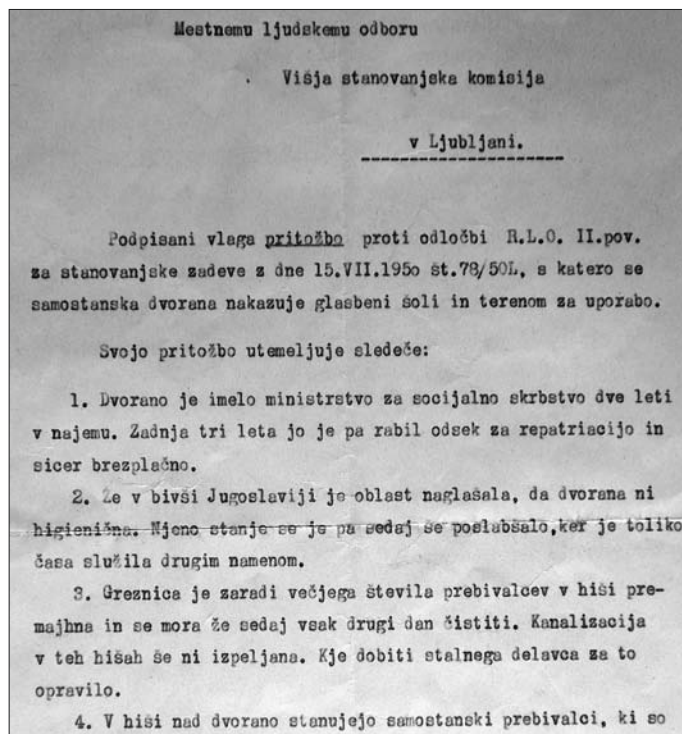 Mestnemu ljudskemu odboru
Višja stanovanjska komisija
v Ljubljani.
Podpisani vlaga pritožbo proti odločbi R.L.O. II.pov.
za stanovanjske zadeve z dne 15.VII.195o št.78/50L, s katero se
samostanska dvorana nakazuje glasbeni šoli in terenom za uporabo.
Svojo pritožbo utemeljuje sledeče:
1. Dvorano je imelo ministrstvo za socijalno skrbstvo dve leti
v najemu. Zadnja tri leta jo je pa rabil odsek za repatriacijo in
sicer brezplačno.
2. Že v bivši Jugoslaviji je oblast naglašala, da dvorana ni
higienična. Njeno stanje se je pa sedaj še poslabšalo,ker je toliko
časa služila drugim namenom.
3. Greznica je zaradi večjega števila prebivalcev v hiši pre-
majhna in se mora že sedaj vsak drugi dan čistiti. Kanalizacija
v teh hišah še ni izpeljana. Kje dobiti stalnega delavca za to
opravilo.
4. V hiši nad dvorano stanujejo samostanski prebivalci, ki so